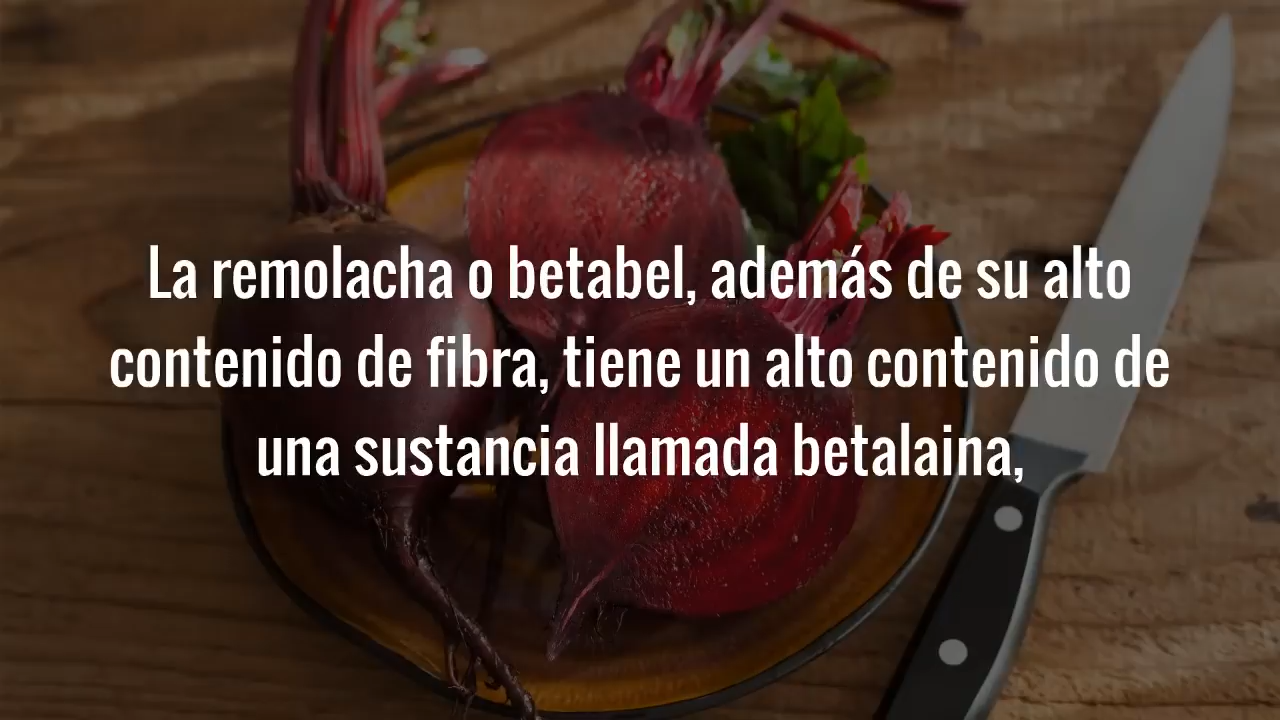 La remolacha o betabel, además de su alto
contenido de fibra, tiene un alto contenido de
una sustancia llamada betalaina,